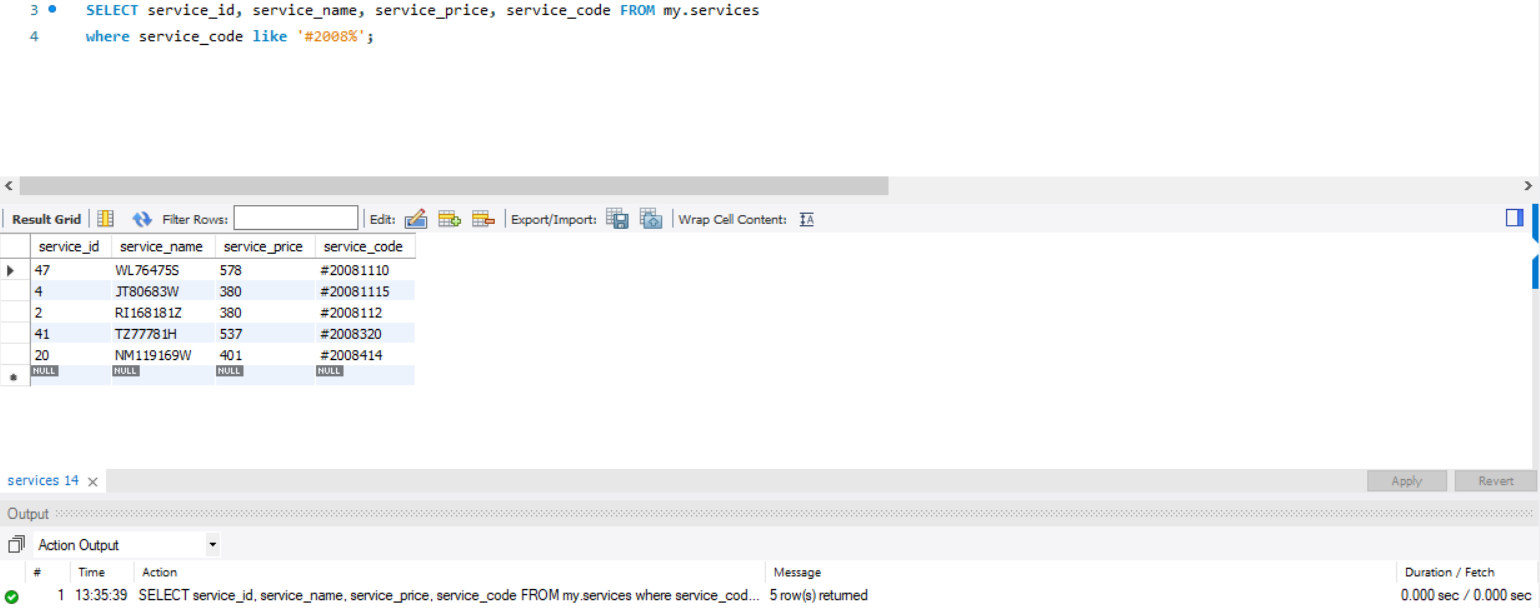 3 SELECT service_id, service_name, service_price, service_code FROM my.services
4 where service_code like '#2008%';
Result Grid Filter Rows: Edit: Export/Import: Wrap Cell Content: IA
service_id service_name service_price service_code
47 WL76475S 578 #20081110
4 JT80683W 380 #20081115
2 RI168181Z 380 #2008112
41 TZ77781H 537 #2008320
20 NM119169W 401 #2008414
NULL NULL NULL NULL
services 14 Apply Revert
Output
Action Output
# Time Action Message Duration / Fetch
1 13:35:39 SELECT service_id, service_name, service_price, service_code FROM my.services where service_cod... 5 row(s) returned 0.000 sec / 0.000 sec